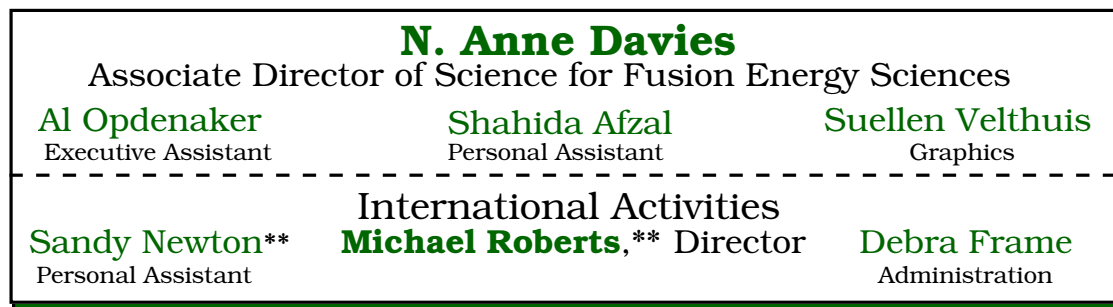 N. Anne Davies
Associate Director of Science for Fusion Energy Sciences
Al Opdenaker Shahida Afzal Suellen Velthuis
Executive Assistant Personal Assistant Graphics
International Activities
Sandy Newton** Michael Roberts,** Director Debra Frame
Personal Assistant Administration